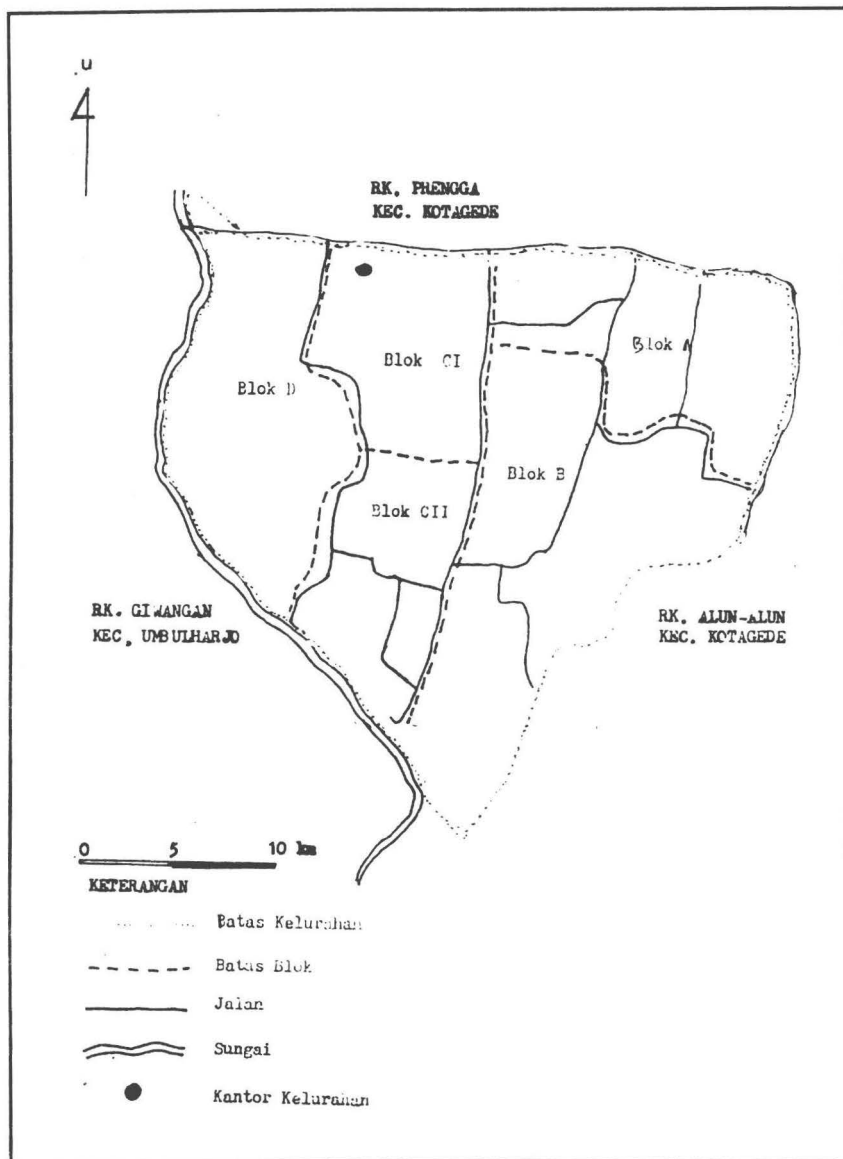 U
RK. PRENGGA
KEC. KOTAGEDE
Blok CI
Blok A
Blok D
Blok B
Blok CII
RK. GIWANGAN
KEC, UMBULHARJO
RK. ALUN-ALUN
KEC. KOTAGEDE
0 5 10 km
KETERANGAN
Batas Kelurahan
Batas Blok
Jalan
Sungai
Kantor Kelurahan